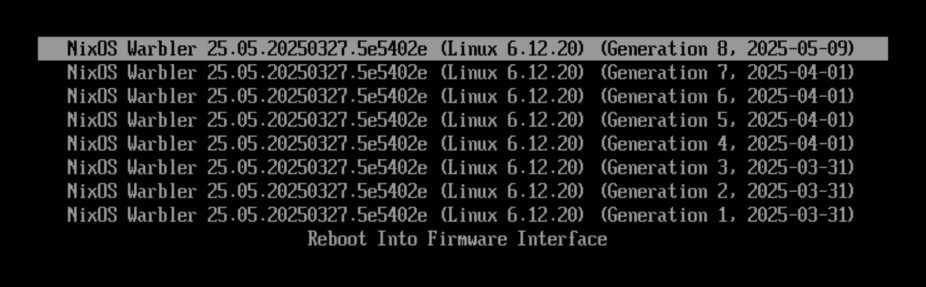 NixOS Warbler 25.05.20250327.5e5402e (Linux 6.12.20) (Generation 8, 2025-05-09)
NixOS Warbler 25.05.20250327.5e5402e (Linux 6.12.20) (Generation 7, 2025-04-01)
NixOS Warbler 25.05.20250327.5e5402e (Linux 6.12.20) (Generation 6, 2025-04-01)
NixOS Warbler 25.05.20250327.5e5402e (Linux 6.12.20) (Generation 5, 2025-04-01)
NixOS Warbler 25.05.20250327.5e5402e (Linux 6.12.20) (Generation 4, 2025-04-01)
NixOS Warbler 25.05.20250327.5e5402e (Linux 6.12.20) (Generation 3, 2025-03-31)
NixOS Warbler 25.05.20250327.5e5402e (Linux 6.12.20) (Generation 2, 2025-03-31)
NixOS Warbler 25.05.20250327.5e5402e (Linux 6.12.20) (Generation 1, 2025-03-31)
Reboot Into Firmware Interface